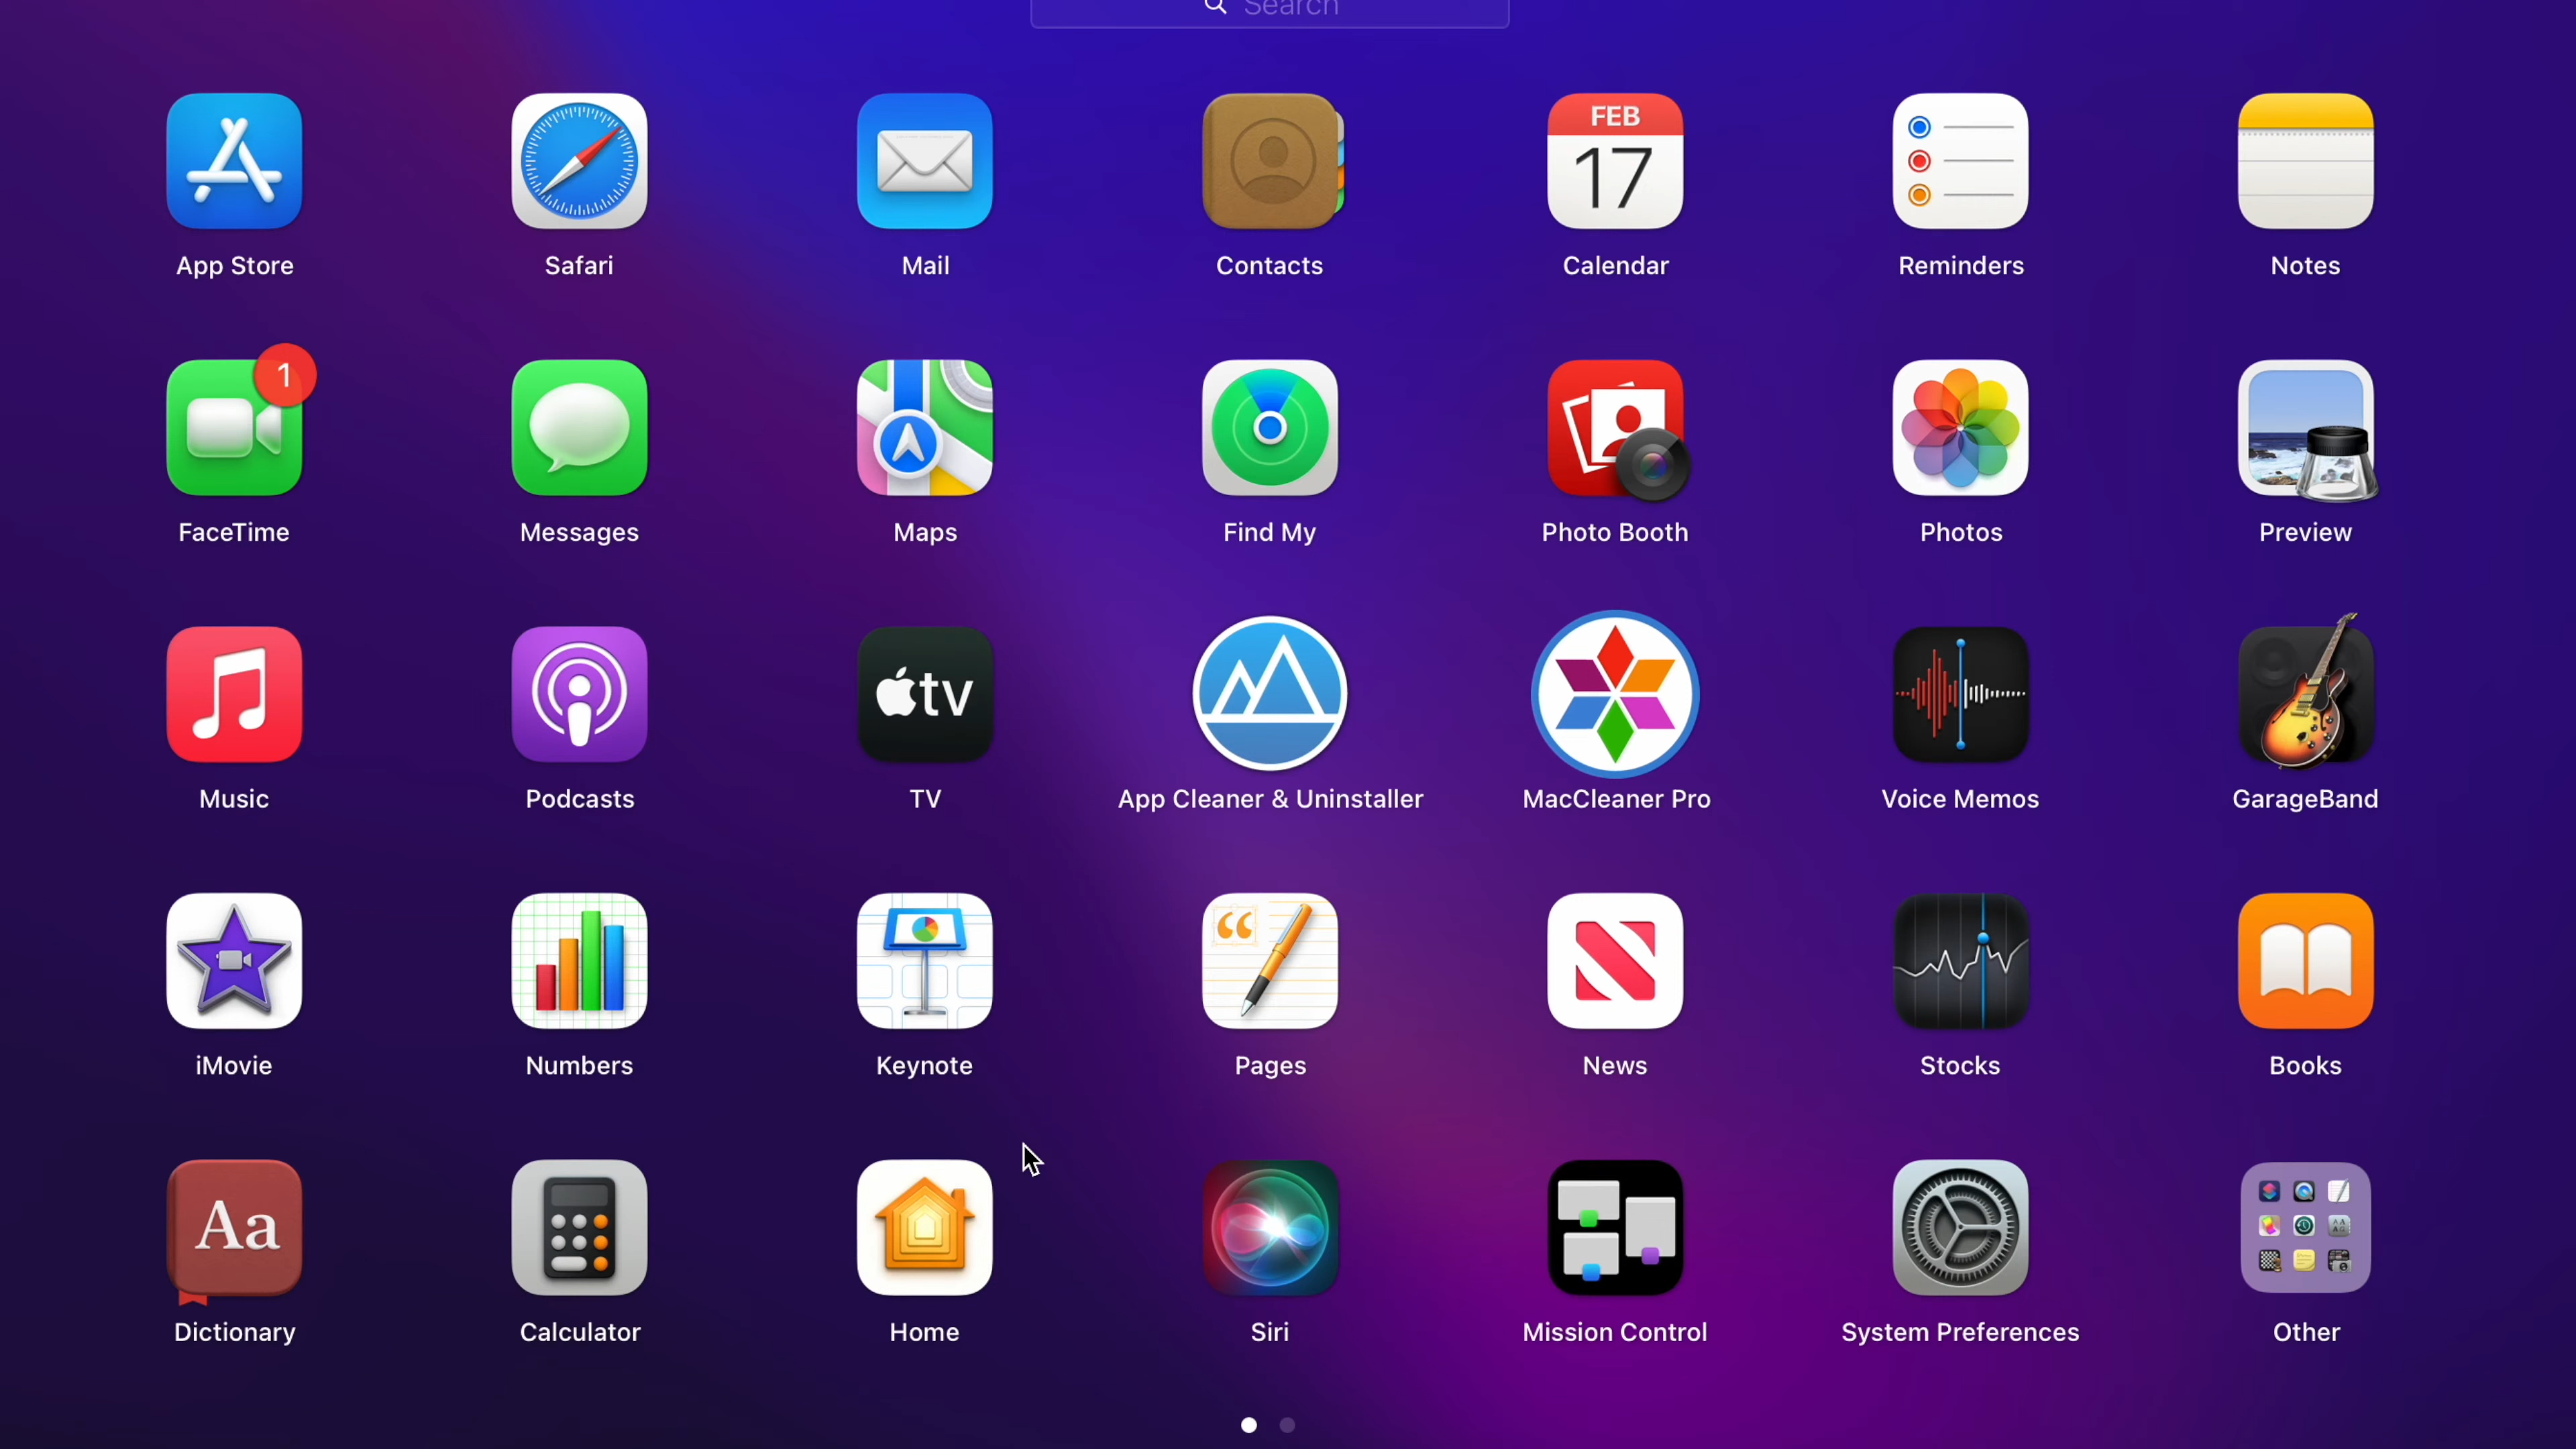 Search
FEB
17
App Store
Safari
Mail
Contacts
Calendar
Reminders
Notes
1
FaceTime
Messages
Maps
Find My
Photo Booth
Photos
Preview
tv
Music
Podcasts
TV
App Cleaner & Uninstaller
MacCleaner Pro
Voice Memos
GarageBand
“
iMovie
Numbers
Keynote
Pages
News
Stocks
Books
Aa
Dictionary
Calculator
Home
Siri
Mission Control
System Preferences
Other